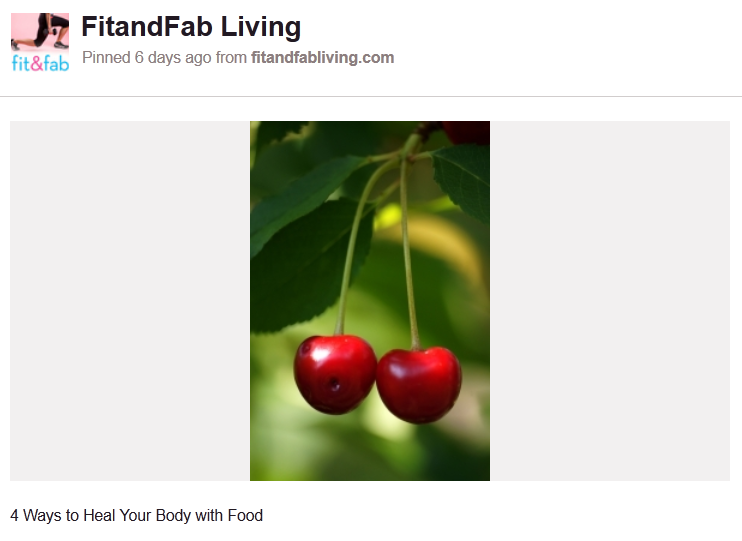 FitandFab Living
Pinned 6 days ago from fitandfabliving.com
fit&fab
4 Ways to Heal Your Body with Food